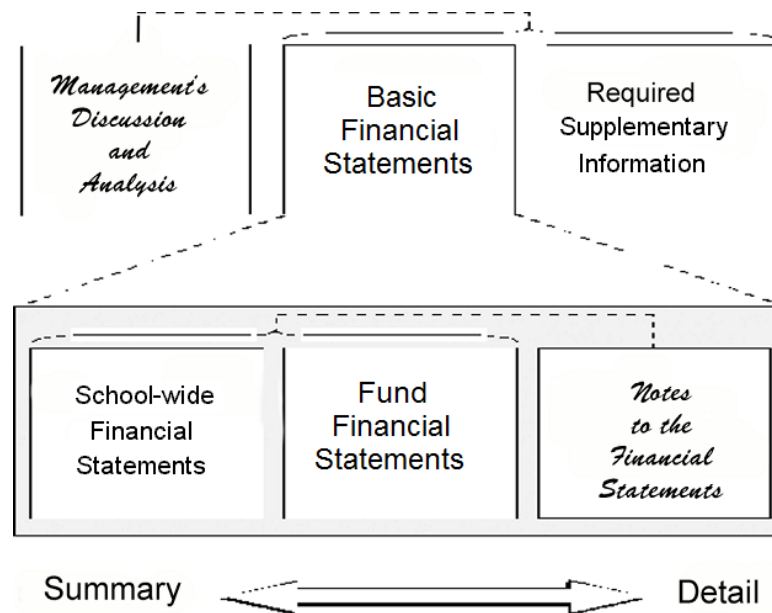 Management's
Discussion
and
Analysis
Basic
Financial
Statements
Required
Supplementary
Information
School-wide
Financial
Statements
Fund
Financial
Statements
Notes
to the
Financial
Statements
Summary
Detail